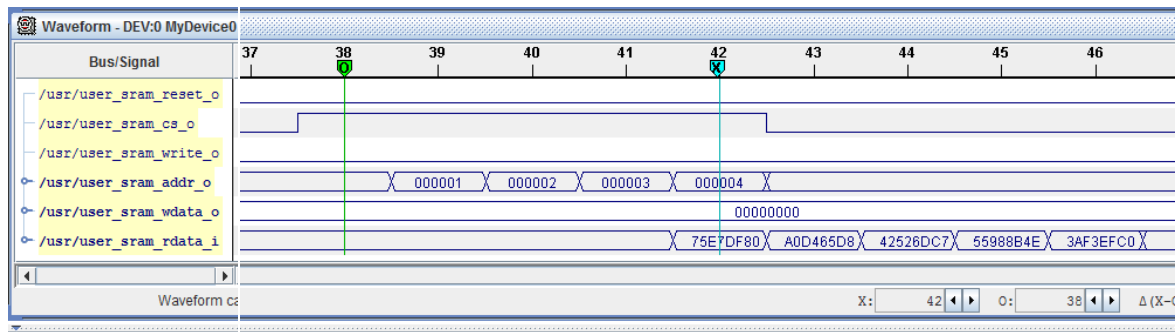 Waveform - DEV:0 MyDevice0
Bus/Signal 37 38 39 40 41 42 43 44 45 46
O X
/usr/user_sram_reset_o
/usr/user_sram_cs_o
/usr/user_sram_write_o
/usr/user_sram_addr_o 000001 000002 000003 000004
/usr/user_sram_wdata_o 00000000
/usr/user_sram_rdata_i 75E7DF80 A0D465D8 42526DC7 55988B4E 3AF3EFC0
Waveform ca X: 42 O: 38 Δ(X-